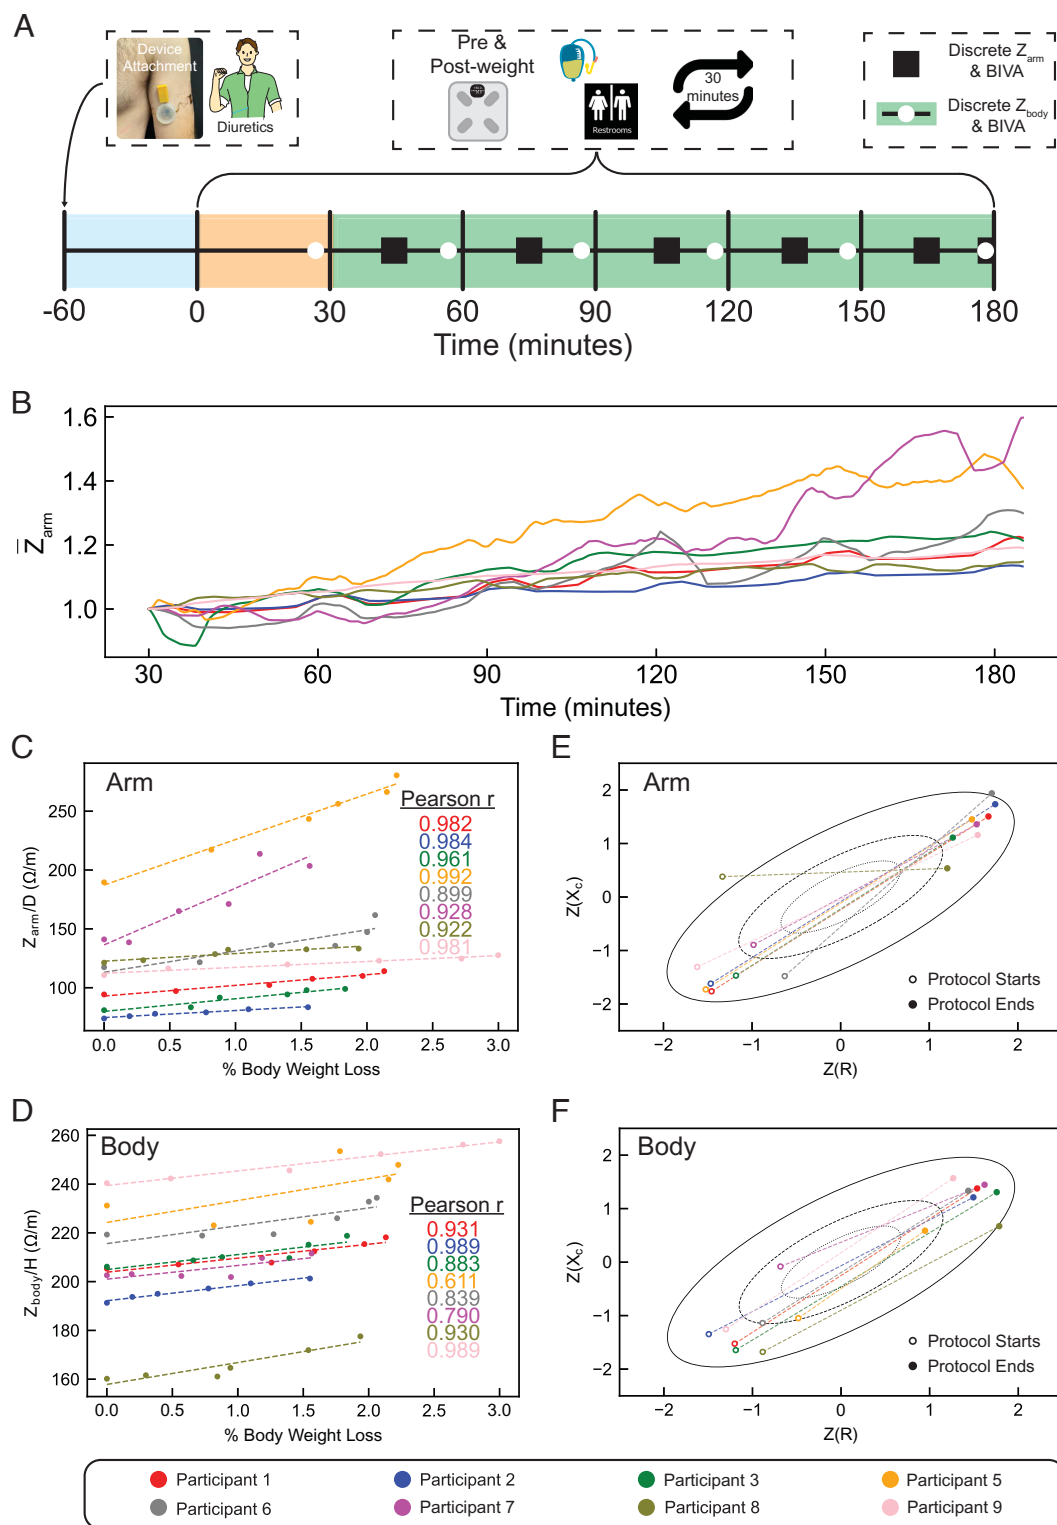 A
Device
Attachment
Diuretics
Pre &
Post-weight
Restrooms
30
minutes
Discrete Zarm
& BIVA
Discrete Zbody
& BIVA
-60
0
30
60
90
120
150
180
Time (minutes)
B
1.6
1.4
1.2
1.0
Z̅arm
30
60
90
120
150
180
Time (minutes)
C
Arm
250
200
150
100
Zarm/D (Ω/m)
Pearson r
0.982
0.984
0.961
0.992
0.899
0.928
0.922
0.981
0.0
0.5
1.0
1.5
2.0
2.5
3.0
% Body Weight Loss
E
Arm
2
1
0
−1
−2
Z(Xc)
Protocol Starts
Protocol Ends
−2
−1
0
1
2
Z(R)
D
Body
260
240
220
200
180
160
Zbody/H (Ω/m)
Pearson r
0.931
0.989
0.883
0.611
0.839
0.790
0.930
0.989
0.0
0.5
1.0
1.5
2.0
2.5
3.0
% Body Weight Loss
F
Body
2
1
0
−1
−2
Z(Xc)
Protocol Starts
Protocol Ends
−2
−1
0
1
2
Z(R)
Participant 1
Participant 2
Participant 3
Participant 5
Participant 6
Participant 7
Participant 8
Participant 9